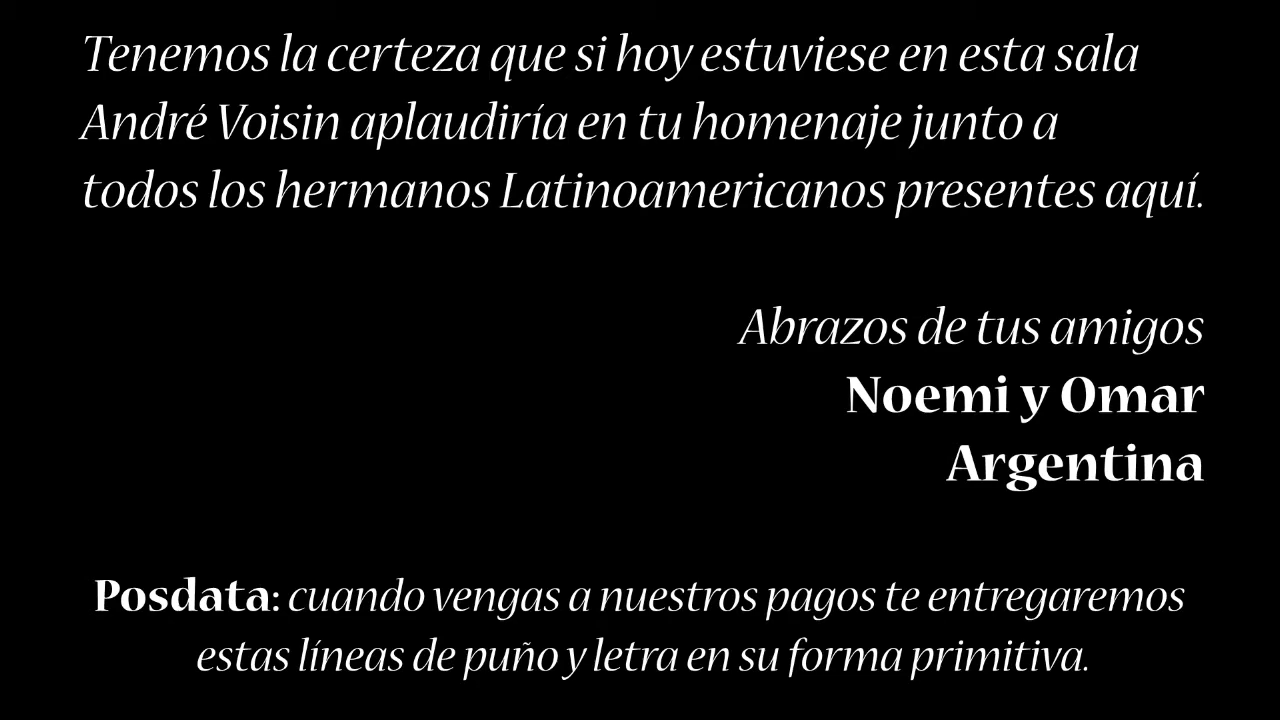 Tenemos la certeza que si hoy estuviese en esta sala
André Voisin aplaudiría en tu homenaje junto a
todos los hermanos Latinoamericanos presentes aquí.
Abrazos de tus amigos
Noemi y Omar
Argentina
Posdata: cuando vengas a nuestros pagos te entregaremos
estas líneas de puño y letra en su forma primitiva.